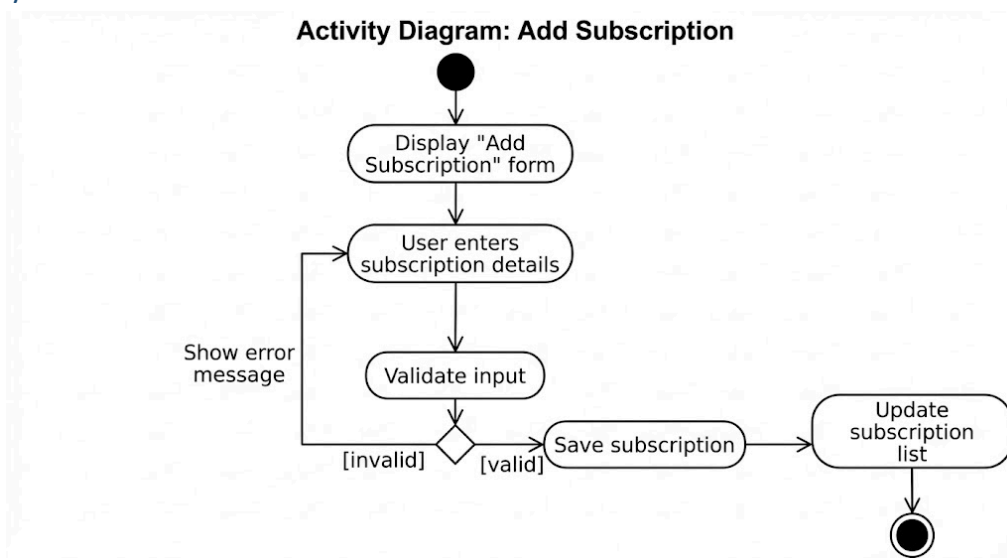 Activity Diagram: Add Subscription
Display "Add
Subscription" form
User enters
subscription details
Show error
message
Validate input
[invalid]
[valid]
Save subscription
Update
subscription
list